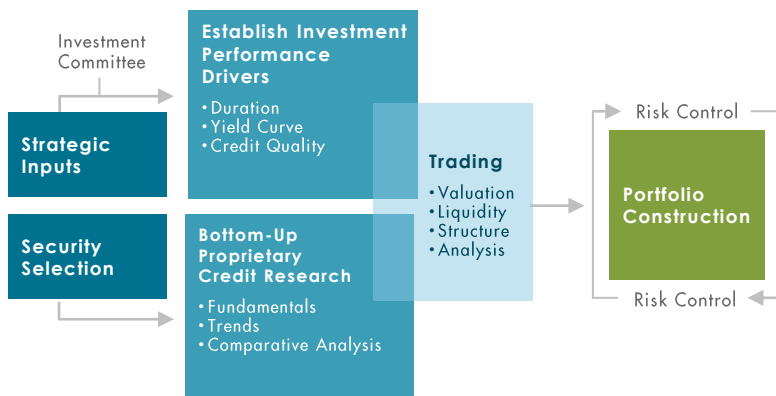 Investment
Committee
Strategic
Inputs
Security
Selection
Establish Investment
Performance
Drivers
• Duration
• Yield Curve
• Credit Quality
Bottom-Up
Proprietary
Credit Research
• Fundamentals
• Trends
• Comparative Analysis
Trading
• Valuation
• Liquidity
• Structure
• Analysis
Risk Control
Portfolio
Construction
Risk Control